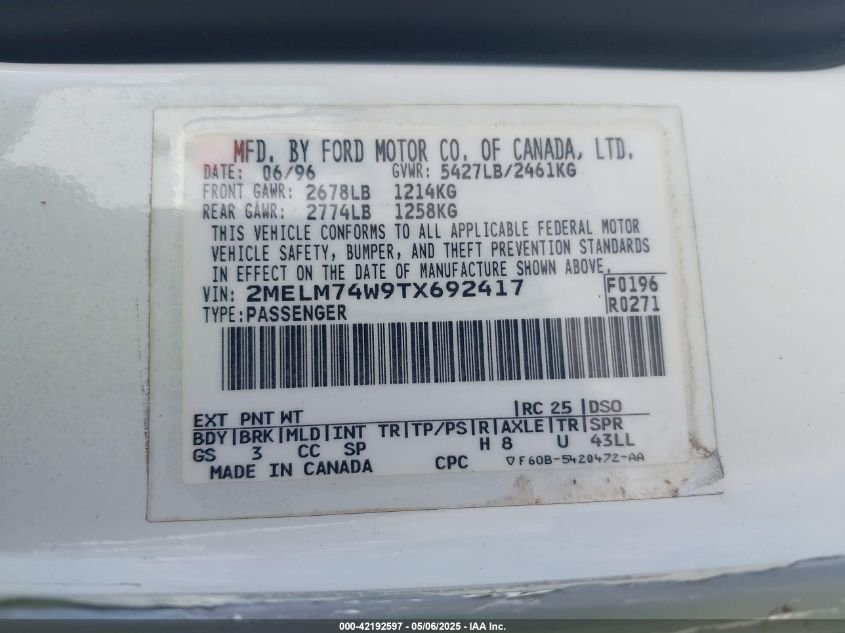 MFD. BY FORD MOTOR CO. OF CANADA, LTD.
DATE: 06/96 GVWR: 5427LB/2461KG
FRONT GAWR: 2678LB 1214KG
REAR GAWR: 2774LB 1258KG
THIS VEHICLE CONFORMS TO ALL APPLICABLE FEDERAL MOTOR
VEHICLE SAFETY, BUMPER, AND THEFT PREVENTION STANDARDS
IN EFFECT ON THE DATE OF MANUFACTURE SHOWN ABOVE.
VIN: 2MELM74W9TX692417 F0196
TYPE: PASSENGER R0271
EXT PNT WT RC 25 DSO
BDY BRK MLD INT TR TP/PS R AXLE TR SPR
GS 3 CC SP H 8 U 43LL
MADE IN CANADA CPC ▽F60B-5420472-AA
000-42192597 - 05/06/2025 - IAA Inc.